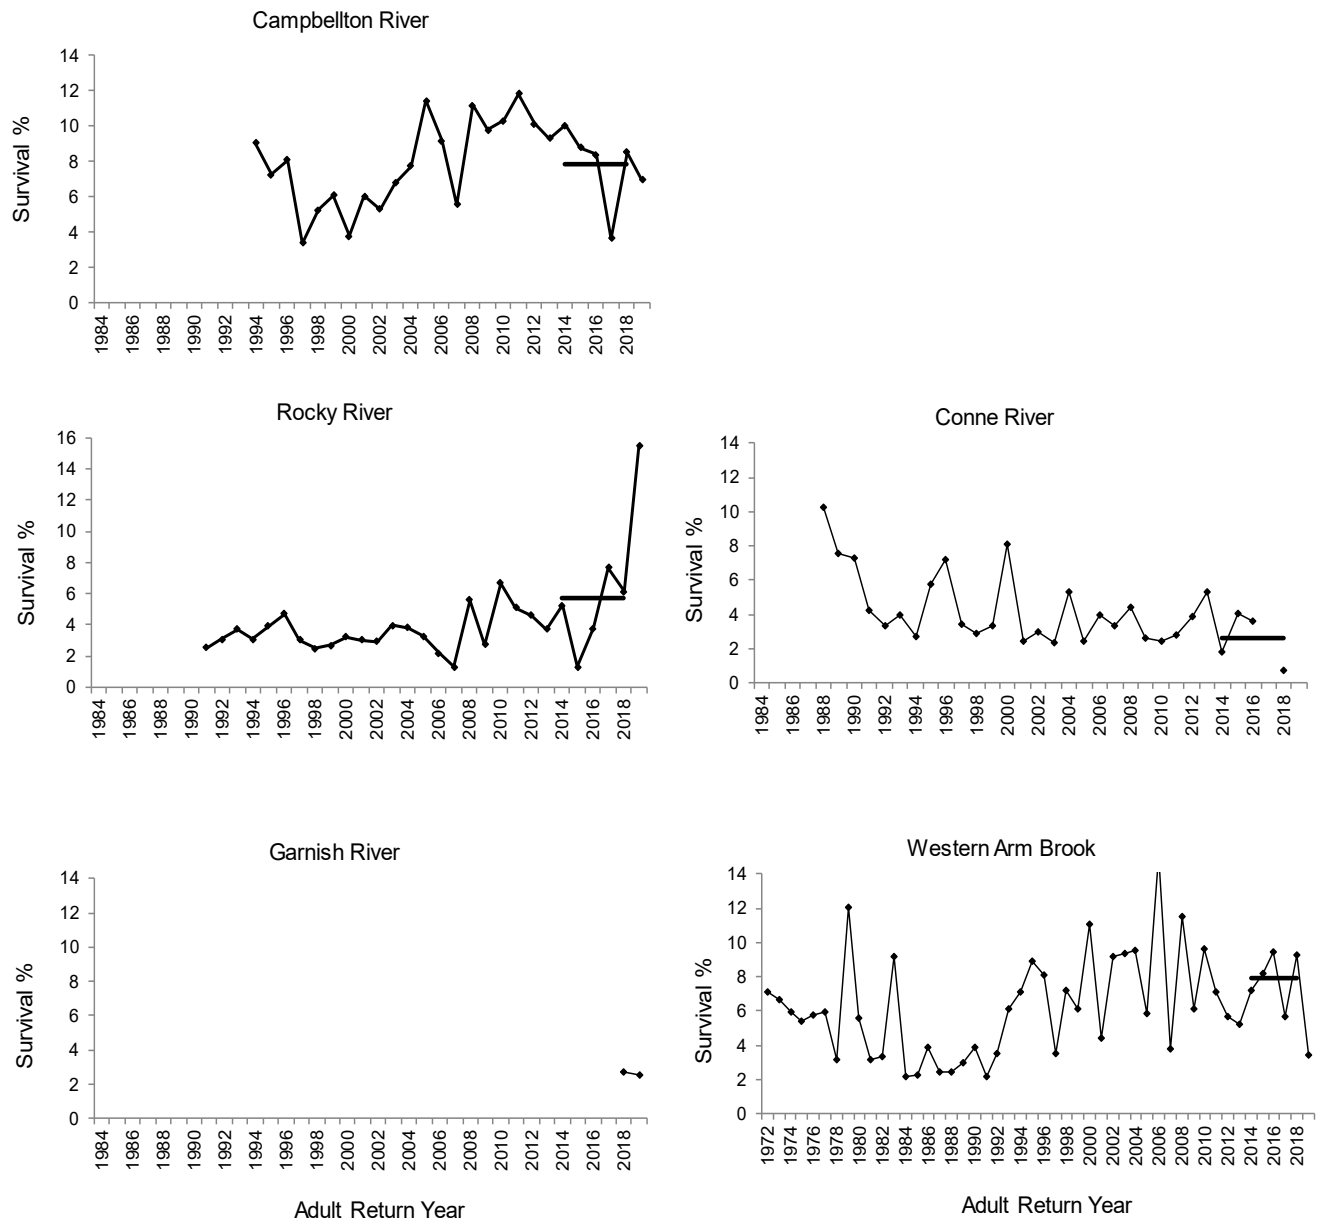 Campbellton River
Survival %
14
12
10
8
6
4
2
0
1984 1986 1988 1990 1992 1994 1996 1998 2000 2002 2004 2006 2008 2010 2012 2014 2016 2018
Rocky River
Survival %
16
14
12
10
8
6
4
2
0
1984 1986 1988 1990 1992 1994 1996 1998 2000 2002 2004 2006 2008 2010 2012 2014 2016 2018
Conne River
Survival %
14
12
10
8
6
4
2
0
1984 1986 1988 1990 1992 1994 1996 1998 2000 2002 2004 2006 2008 2010 2012 2014 2016 2018
Garnish River
Survival %
14
12
10
8
6
4
2
0
1984 1986 1988 1990 1992 1994 1996 1998 2000 2002 2004 2006 2008 2010 2012 2014 2016 2018
Adult Return Year
Western Arm Brook
Survival %
14
12
10
8
6
4
2
0
1972 1974 1976 1978 1980 1982 1984 1986 1988 1990 1992 1994 1996 1998 2000 2002 2004 2006 2008 2010 2012 2014 2016 2018
Adult Return Year